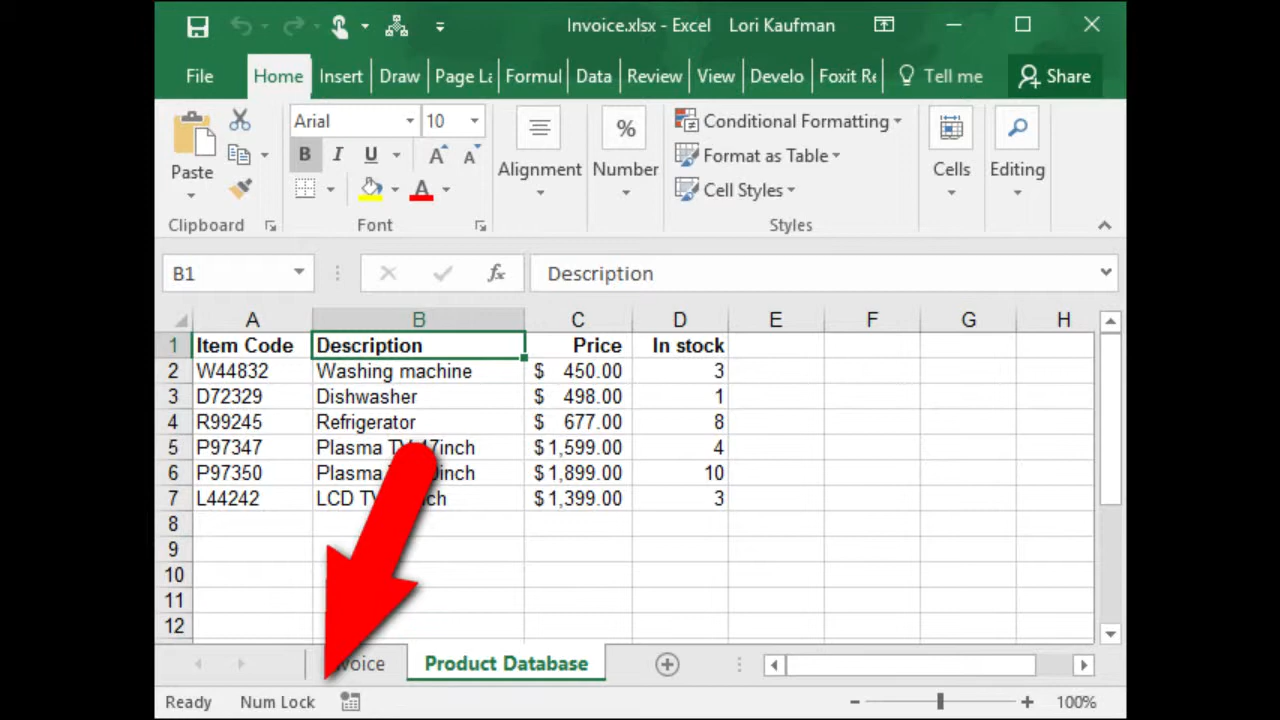 Invoice.xlsx - Excel Lori Kaufman
File Home Insert Draw Page La Formul Data Review View Develo Foxit Re Tell me Share
Paste
Clipboard
Arial 10
B I U A A
A
Font
Alignment
% Number
Conditional Formatting
Format as Table
Cell Styles
Styles
Cells
Editing
B1 fx Description
A B C D E F G H
1 Item Code Description Price In stock
2 W44832 Washing machine $ 450.00 3
3 D72329 Dishwasher $ 498.00 1
4 R99245 Refrigerator $ 677.00 8
5 P97347 Plasma 7inch $ 1,599.00 4
6 P97350 Plasma inch $ 1,899.00 10
7 L44242 LCD $ 1,399.00 3
8
9
10
11
12
voice Product Database
Ready Num Lock 100%